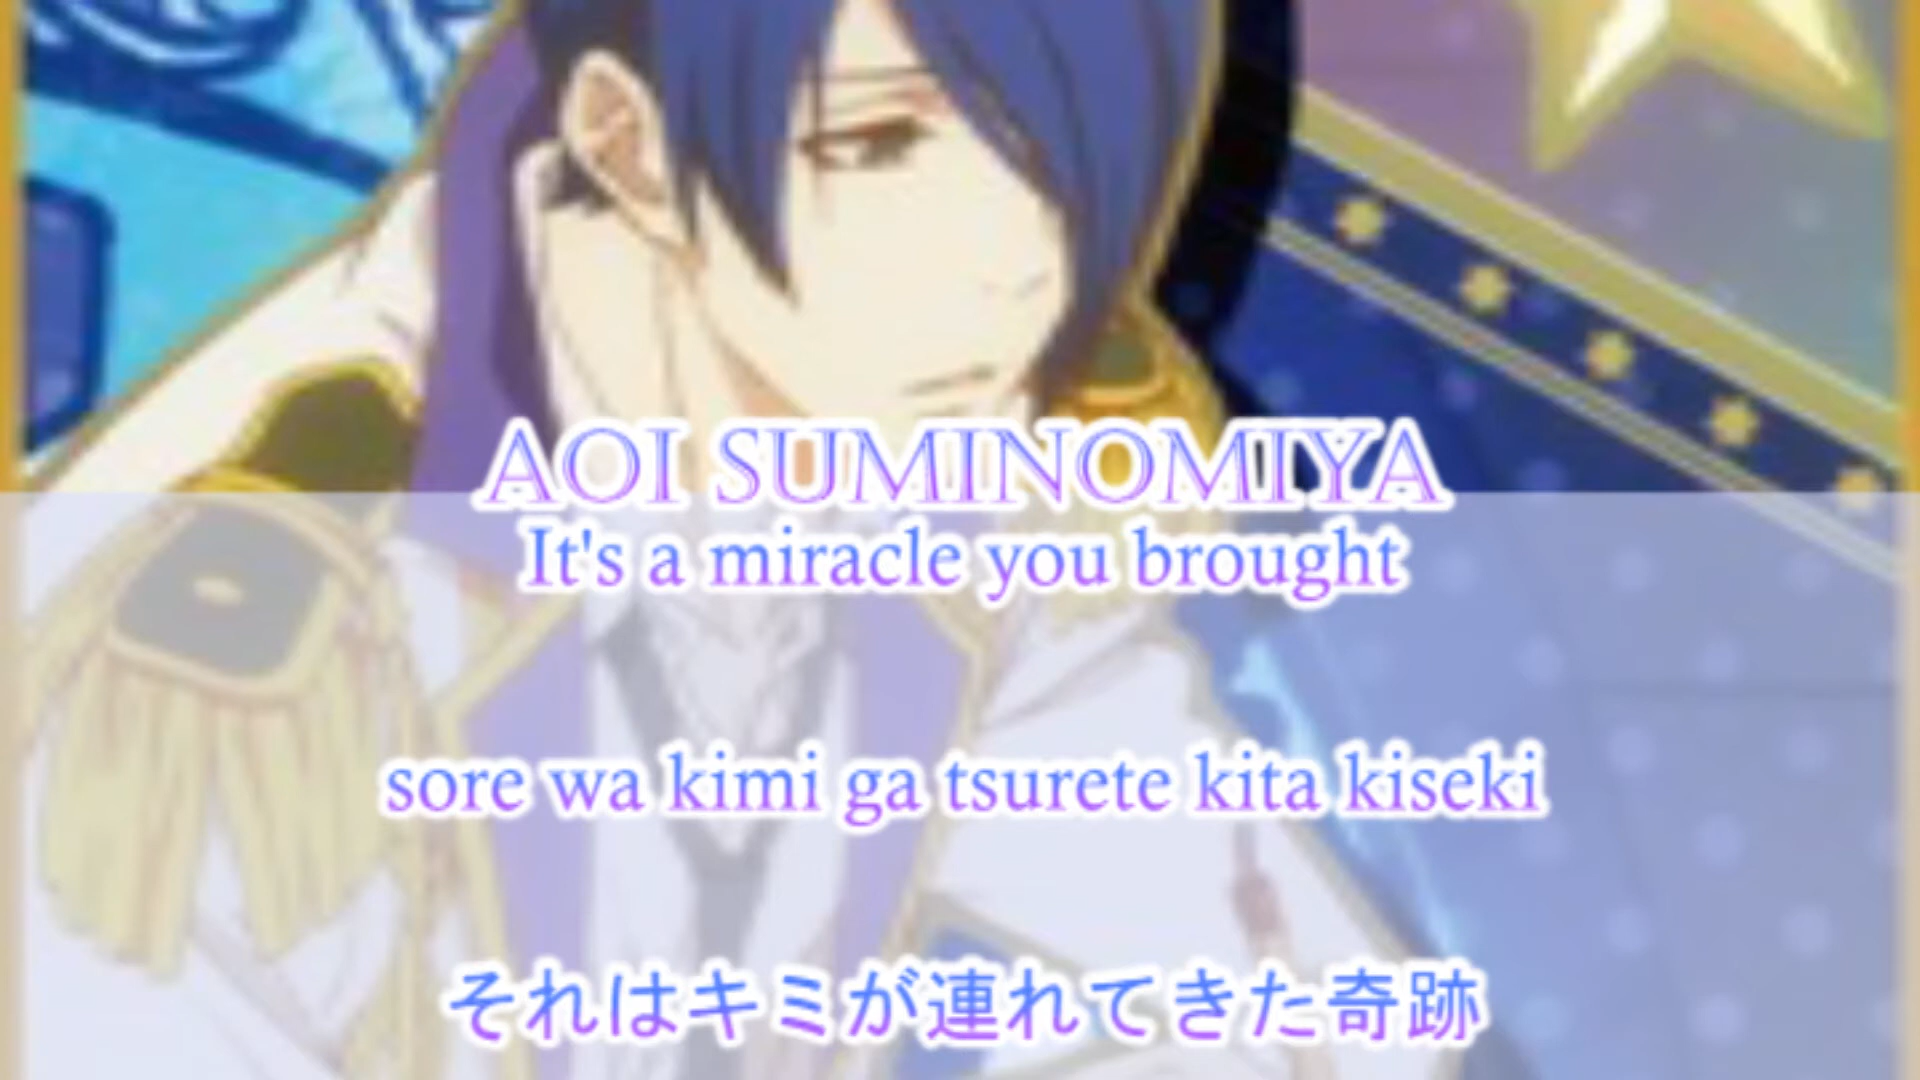 AOI SUMINOMIYA
It's a miracle you brought
sore wa kimi ga tsurete kita kiseki
それはキミが連れてきた奇跡